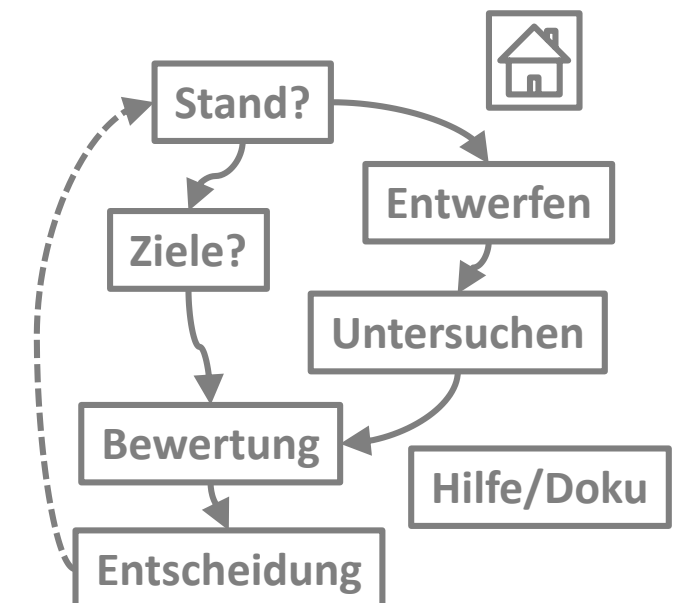 Stand?
Entwerfen
Ziele?
Untersuchen
Bewertung
Hilfe/Doku
Entscheidung